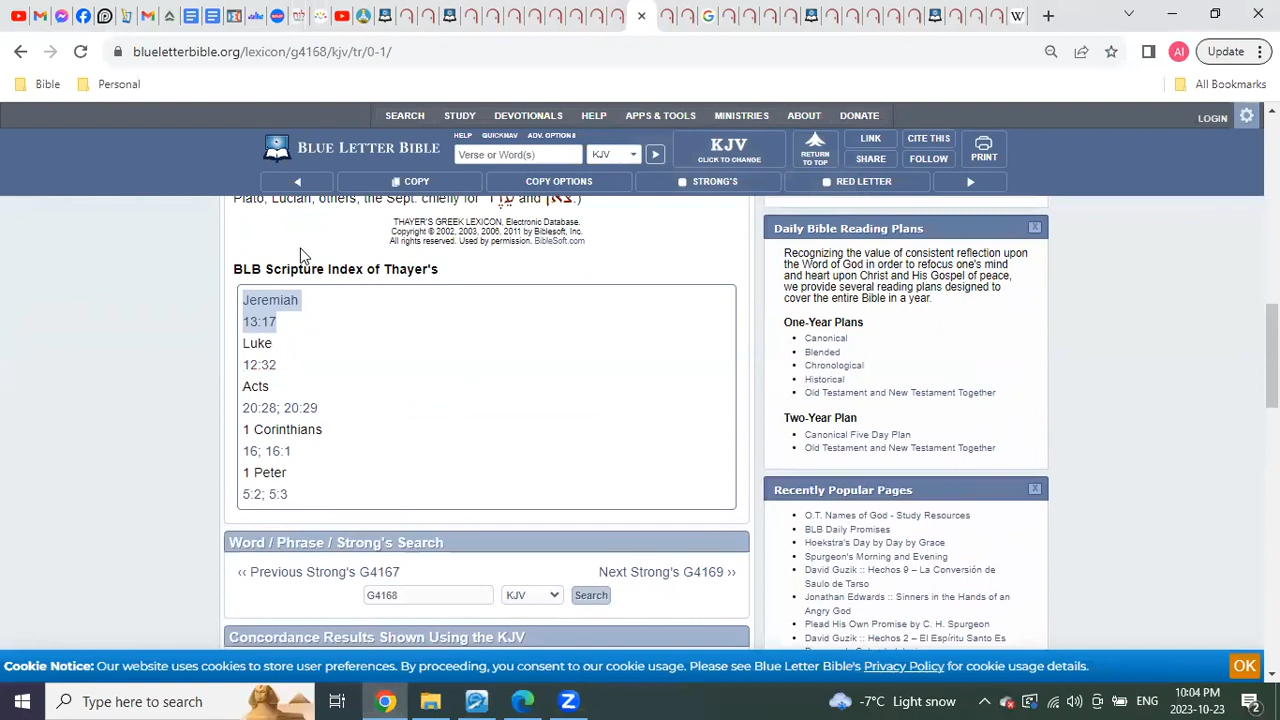 blueletterbible.org/lexicon/g4168/kjv/tr/0-1/
AI
Update
Bible
Personal
All Bookmarks
SEARCH STUDY DEVOTIONALS HELP APPS & TOOLS MINISTRIES ABOUT DONATE
LOGIN
BLUE LETTER BIBLE
HELP QUICKNAV ADV. OPTIONS
Verse or Word(s)
KJV
KJV
CLICK TO CHANGE
RETURN
TO TOP
LINK
SHARE
CITE THIS
FOLLOW
PRINT
COPY
COPY OPTIONS
STRONG'S
RED LETTER
Plato, Lucian, others; the Sept. chiefly for עֵדֶר and צֹאן.)
THAYER'S GREEK LEXICON, Electronic Database.
Copyright © 2002, 2003, 2006, 2011 by Biblesoft, Inc.
All rights reserved. Used by permission. BibleSoft.com
BLB Scripture Index of Thayer's
Jeremiah
13:17
Luke
12:32
Acts
20:28; 20:29
1 Corinthians
16; 16:1
1 Peter
5:2; 5:3
Word / Phrase / Strong's Search
‹‹ Previous Strong's G4167
Next Strong's G4169 ››
G4168
KJV
Search
Concordance Results Shown Using the KJV
Daily Bible Reading Plans
X
Recognizing the value of consistent reflection upon
the Word of God in order to refocus one's mind
and heart upon Christ and His Gospel of peace,
we provide several reading plans designed to
cover the entire Bible in a year.
One-Year Plans
Canonical
Blended
Chronological
Historical
Old Testament and New Testament Together
Two-Year Plan
Canonical Five Day Plan
Old Testament and New Testament Together
Recently Popular Pages
X
O.T. Names of God - Study Resources
BLB Daily Promises
Hoekstra's Day by Day by Grace
Spurgeon's Morning and Evening
David Guzik :: Hechos 9 – La Conversión de
Saulo de Tarso
Jonathan Edwards :: Sinners in the Hands of an
Angry God
Plead His Own Promise by C. H. Spurgeon
David Guzik :: Hechos 2 – El Espíritu Santo Es
Cookie Notice: Our website uses cookies to store user preferences. By proceeding, you consent to our cookie usage. Please see Blue Letter Bible's Privacy Policy for cookie usage details.
OK
Type here to search
-7°C Light snow
ENG
10:04 PM
2023-10-23
2